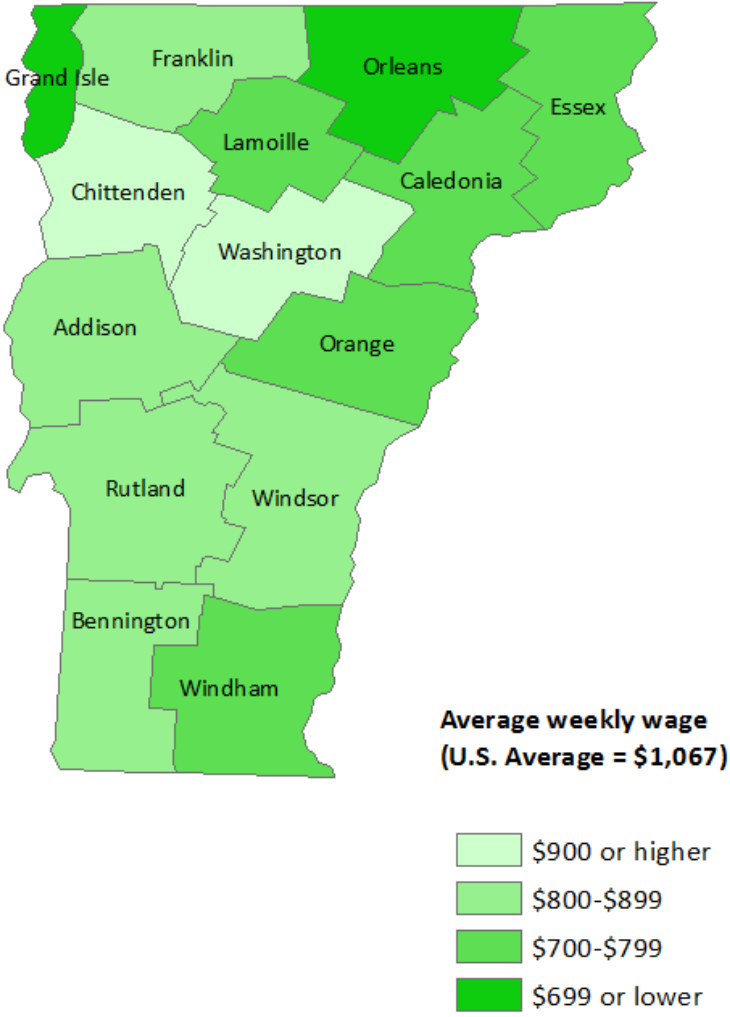 Franklin
Orleans
Grand Isle
Essex
Lamoille
Caledonia
Chittenden
Washington
Addison
Orange
Rutland
Windsor
Bennington
Windham
Average weekly wage
(U.S. Average = $1,067)
$900 or higher
$800-$899
$700-$799
$699 or lower